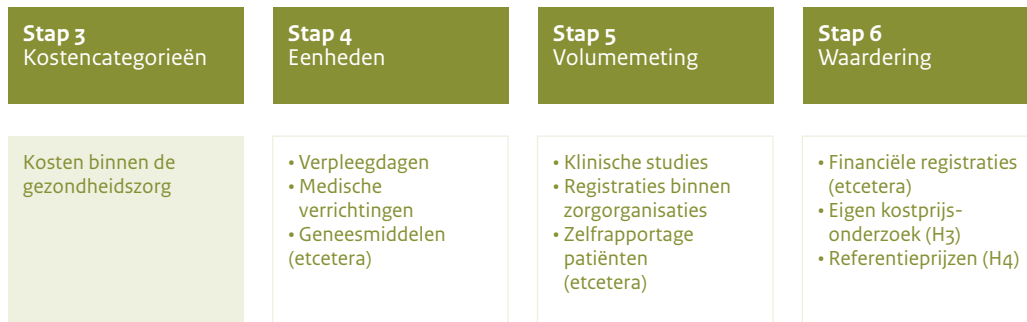 Stap 3
Kostencategorieën
Stap 4
Eenheden
Stap 5
Volumemeting
Stap 6
Waardering
Kosten binnen de
gezondheidszorg
• Verpleegdagen
• Medische
verrichtingen
• Geneesmiddelen
(etcetera)
• Klinische studies
• Registraties binnen
zorgorganisaties
• Zelfrapportage
patiënten
(etcetera)
• Financiële registraties
(etcetera)
• Eigen kostprijs-
onderzoek (H3)
• Referentieprijzen (H4)